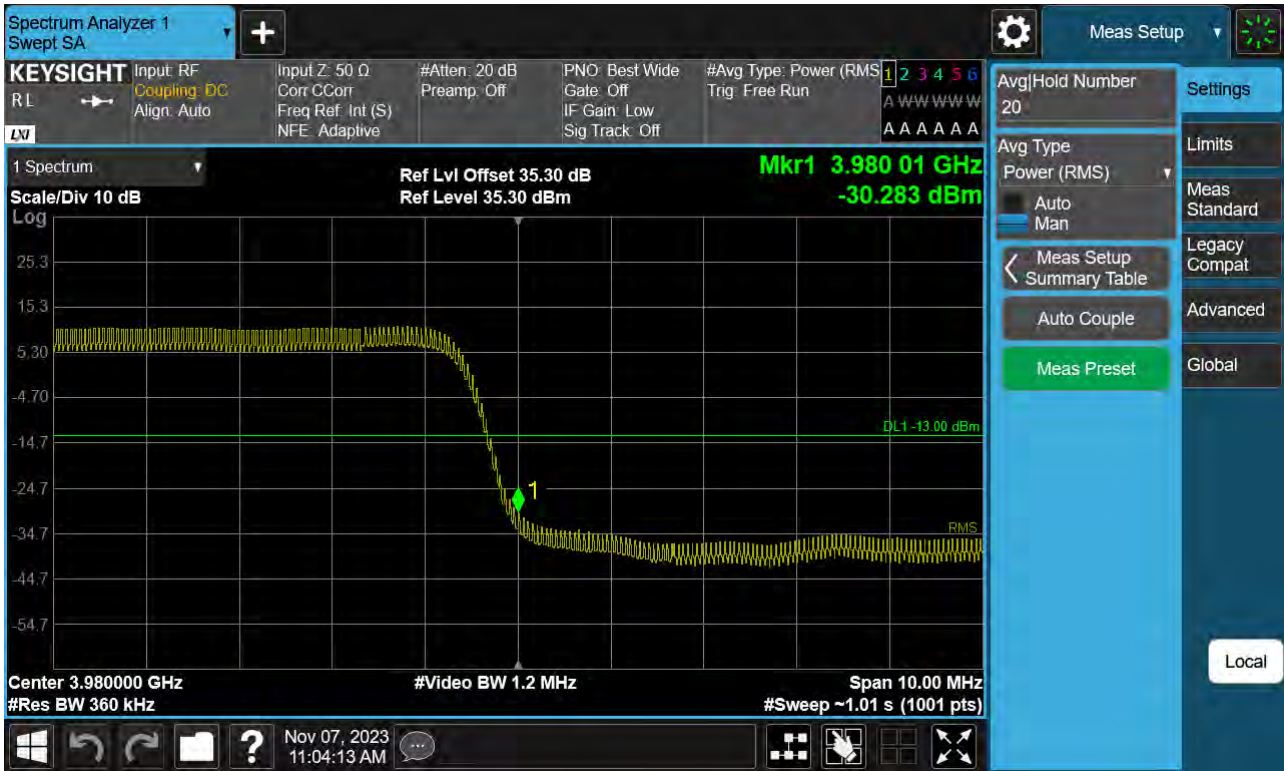 Spectrum Analyzer 1
Swept SA
+
Meas Setup
KEYSIGHT
RL
LXI
Input: RF
Coupling: DC
Align: Auto
Input Z: 50 Ω
Corr CCorr
Freq Ref: Int (S)
NFE: Adaptive
#Atten: 20 dB
Preamp: Off
PNO: Best Wide
Gate: Off
IF Gain: Low
Sig Track: Off
#Avg Type: Power (RMS
Trig: Free Run
1 2 3 4 5 6
A W W W W W
A A A A A A
1 Spectrum
Scale/Div 10 dB
Log
Ref Lvl Offset 35.30 dB
Ref Level 35.30 dBm
Mkr1 3.980 01 GHz
-30.283 dBm
25.3
15.3
5.30
-4.70
-14.7
-24.7
-34.7
-44.7
-54.7
DL1 -13.00 dBm
1
RMS
Center 3.980000 GHz
#Res BW 360 kHz
#Video BW 1.2 MHz
Span 10.00 MHz
#Sweep ~1.01 s (1001 pts)
Avg|Hold Number
20
Avg Type
Power (RMS)
Auto
Man
Meas Setup
Summary Table
Auto Couple
Meas Preset
Settings
Limits
Meas
Standard
Legacy
Compat
Advanced
Global
Local
?
Nov 07, 2023
11:04:13 AM